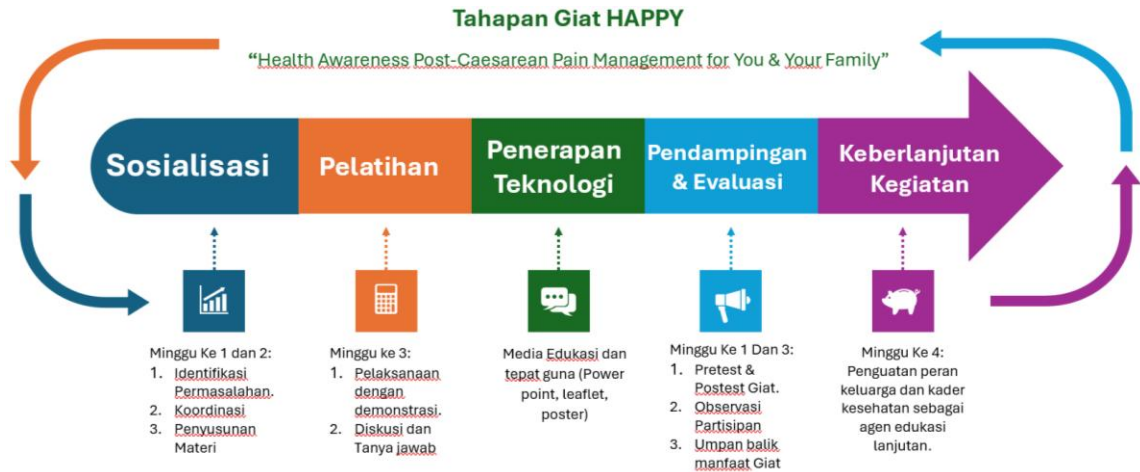 Tahapan Giat HAPPY
“Health Awareness Post-Caesarean Pain Management for You & Your Family”
Sosialisasi
Pelatihan
Penerapan
Teknologi
Pendampingan
& Evaluasi
Keberlanjutan
Kegiatan
Minggu Ke 1 dan 2:
1. Identifikasi
Permasalahan.
2. Koordinasi
3. Penyusunan
Materi
Minggu ke 3:
1. Pelaksanaan
dengan
demonstrasi.
2. Diskusi dan
Tanya jawab
Media Edukasi dan
tepat guna (Power
point, leaflet,
poster)
Minggu Ke 1 Dan 3:
1. Pretest &
Postest Giat.
2. Observasi
Partisipan
3. Umpan balik
manfaat Giat
Minggu Ke 4:
Penguatan peran
keluarga dan kader
kesehatan sebagai
agen edukasi
lanjutan.